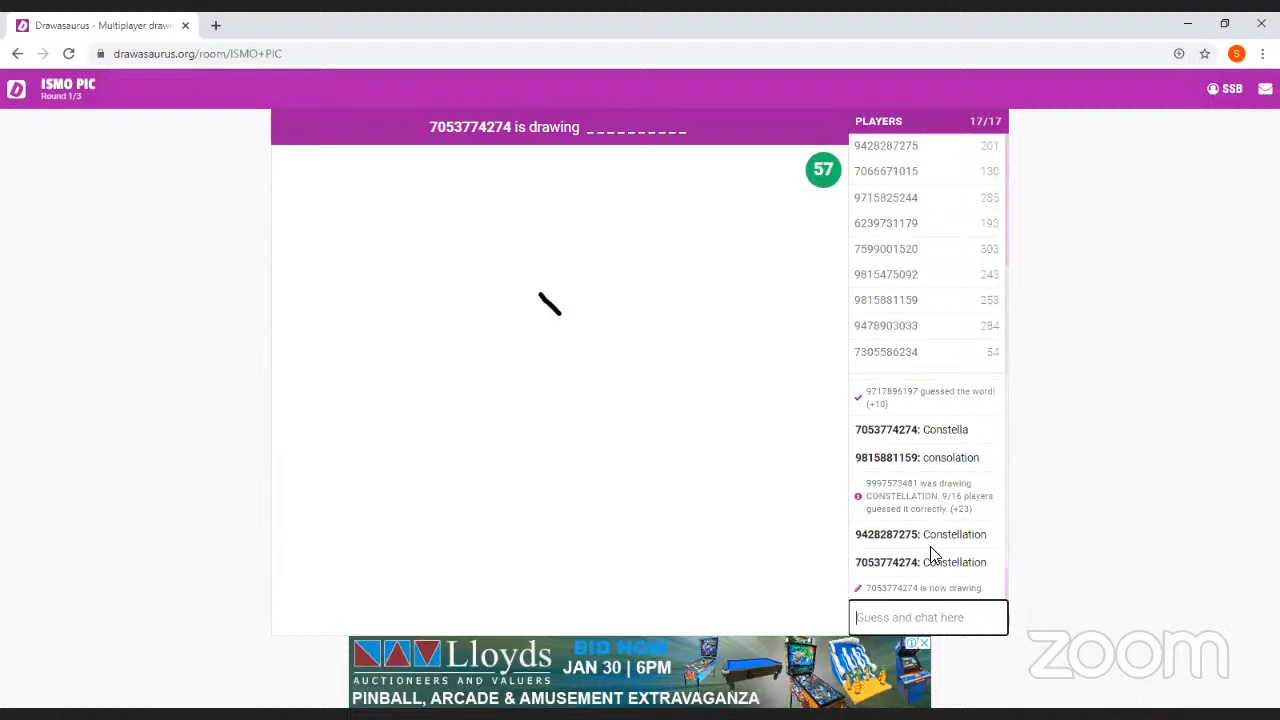 Drawasaurus - Multiplayer draw
drawasaurus.org/room/ISMO+PIC
S
ISMO PIC
Round 1/3
SSB
7053774274 is drawing _ _ _ _ _ _ _ _ _ _
57
PLAYERS 17/17
9428287275 201
7066671015 130
9715825244 285
6239731179 193
7599001520 303
9815475092 243
9815881159 253
9478903033 284
7305586234 54
9717896197 guessed the word!
(+10)
7053774274: Constella
9815881159: consolation
9997573481 was drawing
CONSTELLATION. 9/16 players
guessed it correctly. (+23)
9428287275: Constellation
7053774274: Constellation
7053774274 is now drawing.
Guess and chat here
Lloyds
AUCTIONEERS AND VALUERS
BID NOW
JAN 30 | 6PM
PINBALL, ARCADE & AMUSEMENT EXTRAVAGANZA
zoom